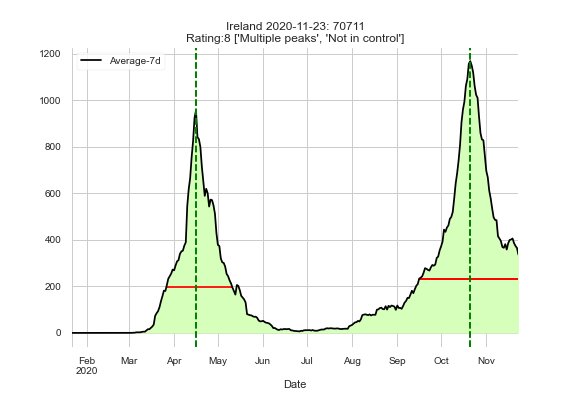 Ireland 2020-11-23: 70711
Rating:8 ['Multiple peaks', 'Not in control']
Average-7d
1200
1000
800
600
400
200
0
Feb
2020
Mar
Apr
May
Jun
Jul
Aug
Sep
Oct
Nov
Date